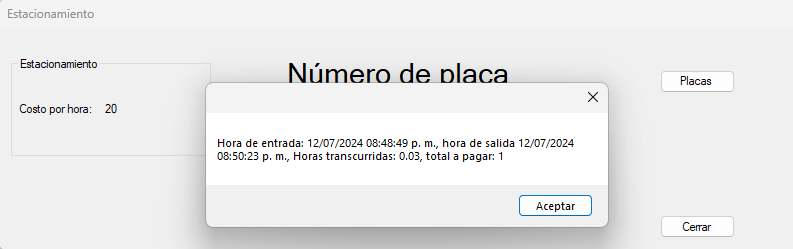 Estacionamiento
Estacionamiento
Costo por hora: 20
Número de placa
Placas
Hora de entrada: 12/07/2024 08:48:49 p. m., hora de salida 12/07/2024
08:50:23 p. m., Horas transcurridas: 0.03, total a pagar: 1
Aceptar
Cerrar